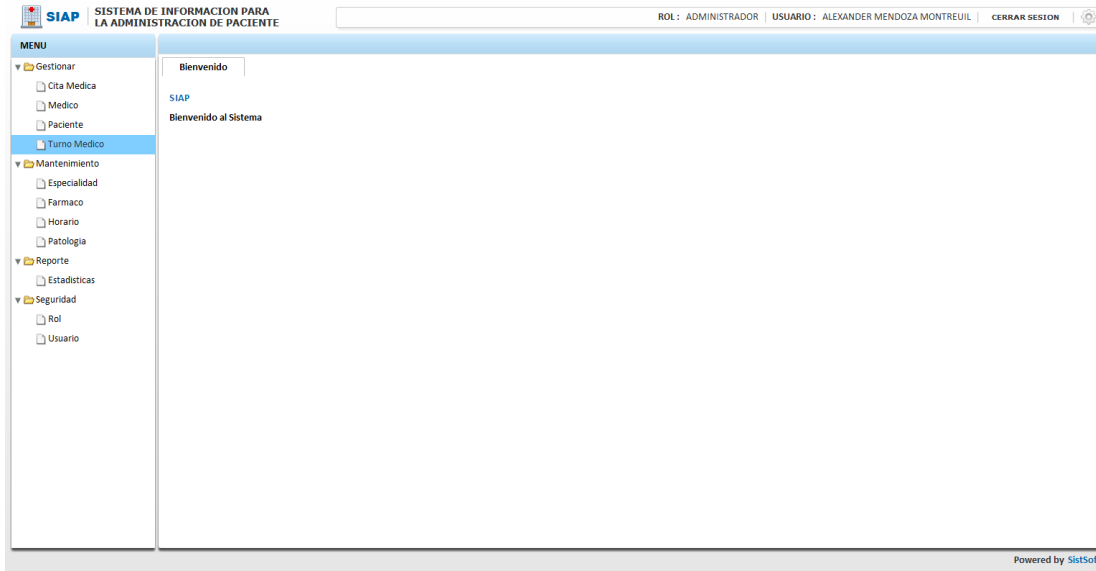 SIAP
SISTEMA DE INFORMACION PARA
LA ADMINISTRACION DE PACIENTE
ROL : ADMINISTRADOR | USUARIO : ALEXANDER MENDOZA MONTREUIL | CERRAR SESION |
MENU
Gestionar
Cita Medica
Medico
Paciente
Turno Medico
Mantenimiento
Especialidad
Farmaco
Horario
Patologia
Reporte
Estadisticas
Seguridad
Rol
Usuario
Bienvenido
SIAP
Bienvenido al Sistema
Powered by SistSof